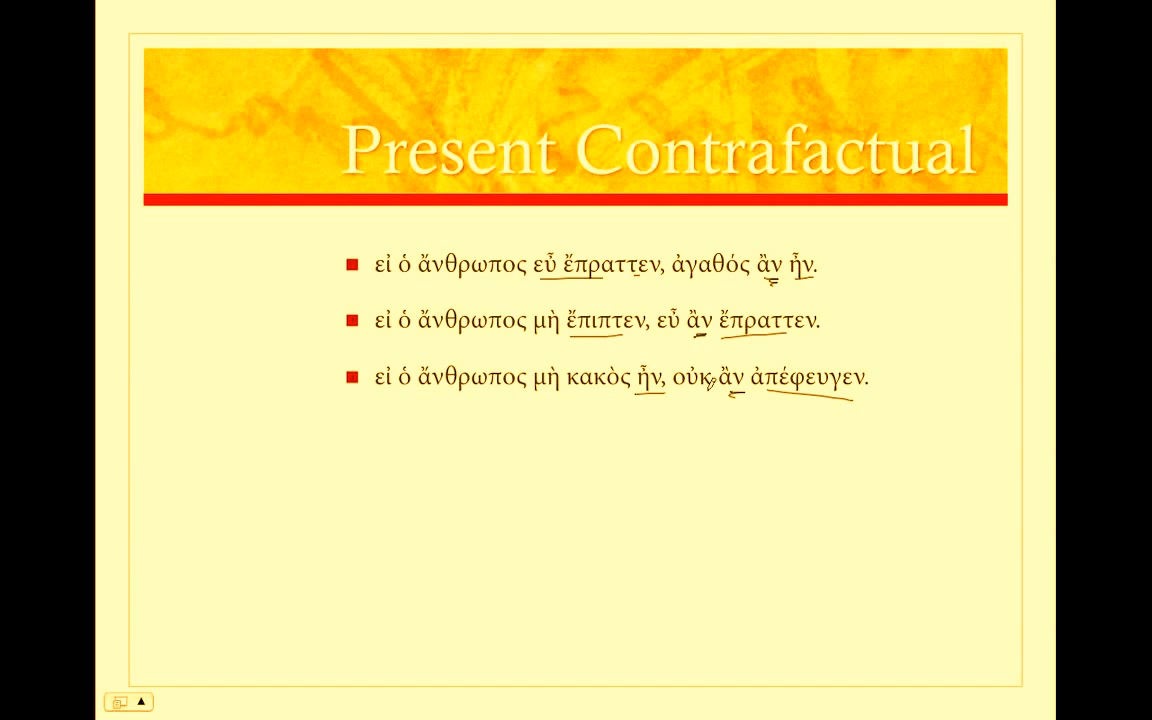 Present Contrafactual
εἰ ὁ ἄνθρωπος εὖ ἔπραττεν, ἀγαθός ἂν ἦν.
εἰ ὁ ἄνθρωπος μὴ ἔπιπτεν, εὖ ἂν ἔπραττεν.
εἰ ὁ ἄνθρωπος μὴ κακὸς ἦν, οὐκ ἂν ἀπέφευγεν.